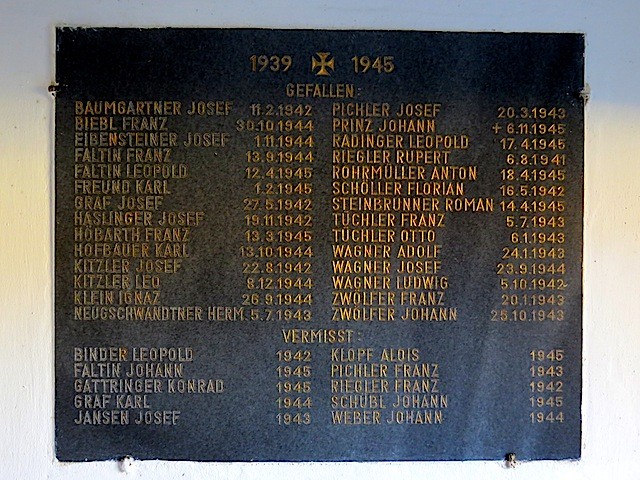 1939 1945
GEFALLEN:
BAUMGARTNER JOSEF 11.2.1942 PICHLER JOSEF 20.3.1943
BIEBL FRANZ 30.10.1944 PRINZ JOHANN + 6.11.1945
EIBENSTEINER JOSEF 1.11.1944 RADINGER LEOPOLD 17.4.1945
FALTIN FRANZ 13.9.1944 RIEGLER RUPERT 6.8.1941
FALTIN LEOPOLD 12.4.1945 ROHRMÜLLER ANTON 18.4.1945
FREUND KARL 1.2.1945 SCHÖLLER FLORIAN 16.5.1942
GRAF JOSEF 27.5.1942 STEINBRUNNER ROMAN 14.4.1945
HASLINGER JOSEF 19.11.1942 TÜCHLER FRANZ 5.7.1943
HOBARTH FRANZ 13.3.1945 TÜCHLER OTTO 6.1.1943
HOFBAUER KARL 13.10.1944 WAGNER ADOLF 24.1.1943
KITZLER JOSEF 22.8.1942 WAGNER JOSEF 23.9.1944
KITZLER LEO 8.12.1944 WAGNER LUDWIG 5.10.1942
KLEIN IGNAZ 26.9.1944 ZWÖLFER FRANZ 20.1.1943
NEUGSCHWANDTNER HERM. 5.7.1943 ZWÖLFER JOHANN 25.10.1943
VERMISST:
BINDER LEOPOLD 1942 KLOPF ALOIS 1945
FALTIN JOHANN 1945 PICHLER FRANZ 1943
GATTRINGER KONRAD 1945 RIEGLER FRANZ 1942
GRAF KARL 1944 SCHÜBL JOHANN 1945
JANSEN JOSEF 1943 WEBER JOHANN 1944